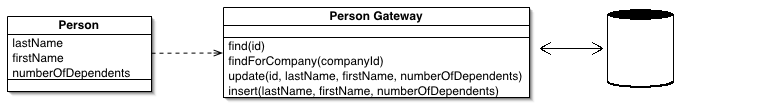 Person
lastName
firstName
numberOfDependents
Person Gateway
find(id)
findForCompany(companyId)
update(id, lastName, firstName, numberOfDependents)
insert(lastName, firstName, numberOfDependents)